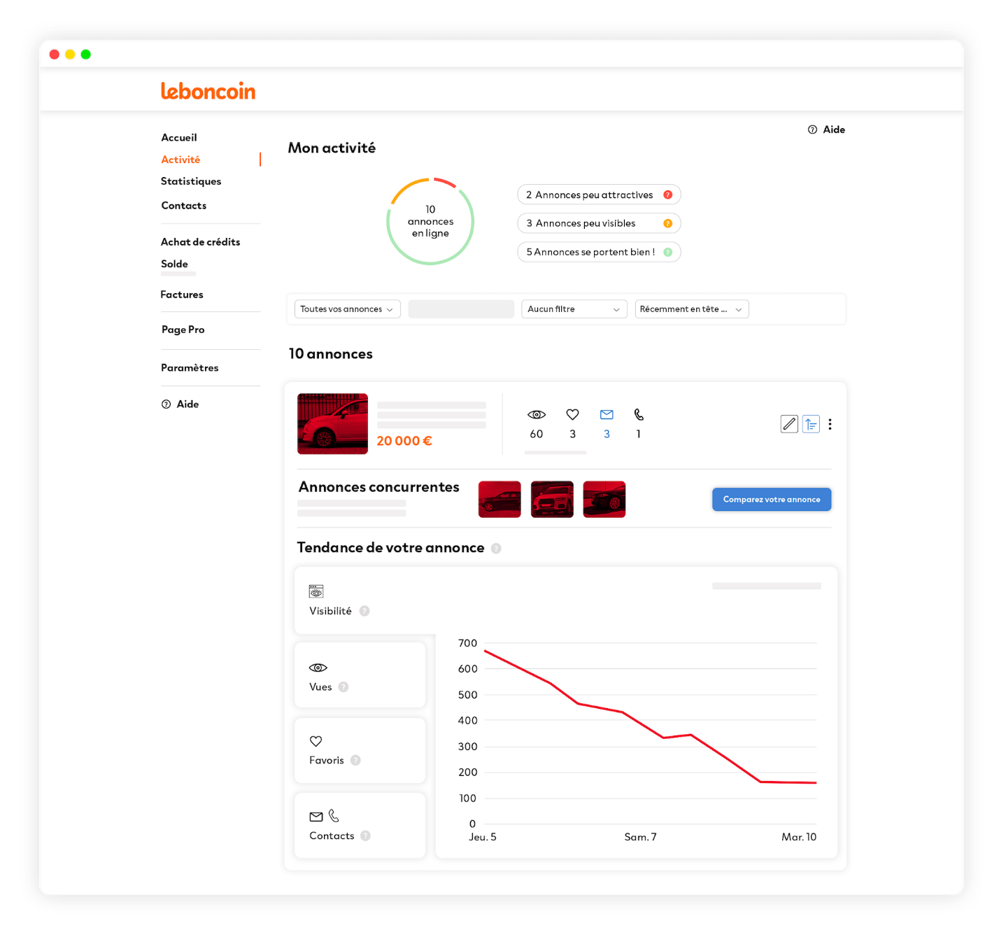 leboncoin
Aide
Accueil
Activité
Statistiques
Contacts
Achat de crédits
Solde
Factures
Page Pro
Paramètres
Aide
Mon activité
10
annonces
en ligne
2 Annonces peu attractives ?
3 Annonces peu visibles ?
5 Annonces se portent bien ! ?
Toutes vos annonces
Aucun filtre
Récemment en tête ...
10 annonces
20 000 €
60 3 3 1
Annonces concurrentes
Comparez votre annonce
Tendance de votre annonce ?
Visibilité ?
Vues ?
Favoris ?
Contacts ?
700
600
500
400
300
200
100
0
Jeu. 5 Sam. 7 Mar. 10